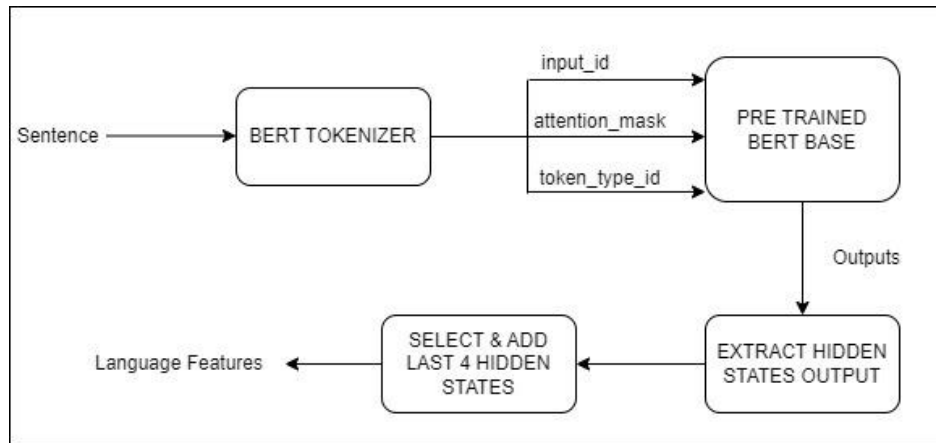 input_id
Sentence
BERT TOKENIZER
attention_mask
PRE TRAINED
BERT BASE
token_type_id
Outputs
Language Features
SELECT & ADD
LAST 4 HIDDEN
STATES
EXTRACT HIDDEN
STATES OUTPUT